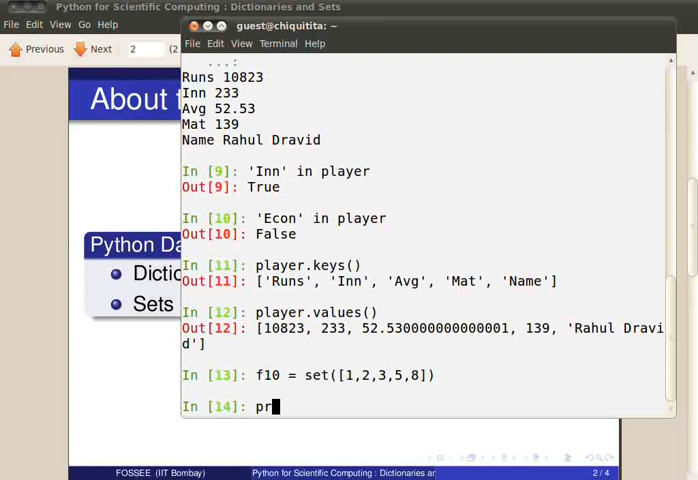 Python for Scientific Computing : Dictionaries and Sets
File Edit View Go Help
guest@chiquitita: ~
File Edit View Terminal Help
Previous Next 2 (2
About t
Python Da
Dictic
Sets
...:
Runs 10823
Inn 233
Avg 52.53
Mat 139
Name Rahul Dravid
In [9]: 'Inn' in player
Out[9]: True
In [10]: 'Econ' in player
Out[10]: False
In [11]: player.keys()
Out[11]: ['Runs', 'Inn', 'Avg', 'Mat', 'Name']
In [12]: player.values()
Out[12]: [10823, 233, 52.530000000000001, 139, 'Rahul Dravi
d']
In [13]: f10 = set([1,2,3,5,8])
In [14]: pr
FOSSEE (IIT Bombay) Python for Scientific Computing : Dictionaries ar 2 / 4